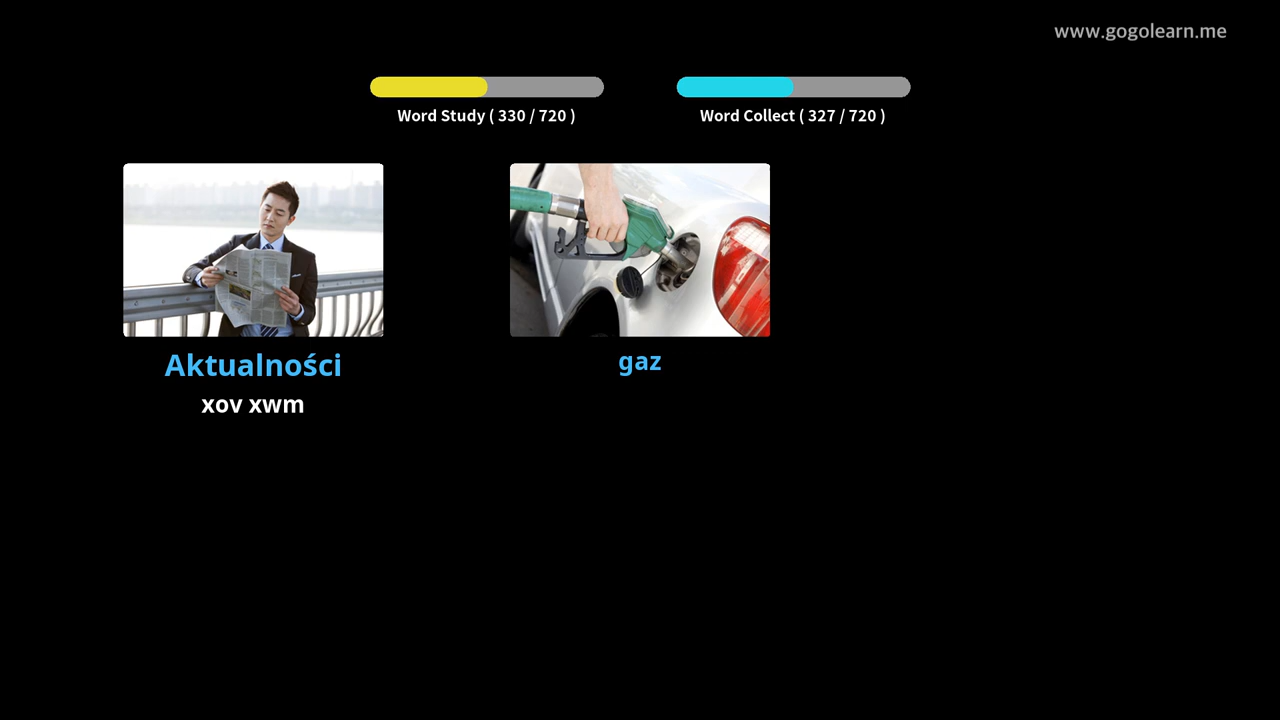 www.gogolearn.me
Word Study ( 330 / 720 )
Word Collect ( 327 / 720 )
Aktualności
xov xwm
gaz